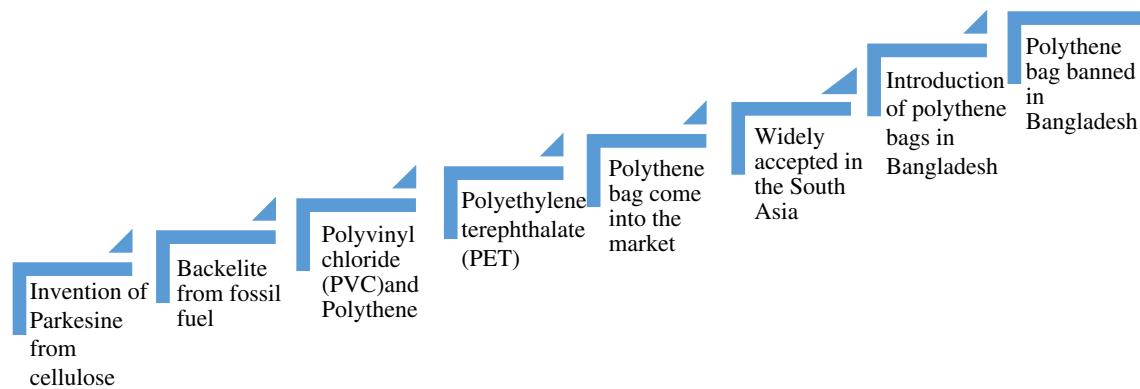 Invention of
Parkesine
from
cellulose
Backelite
from fossil
fuel
Polyvinyl
chloride
(PVC)and
Polythene
Polyethylene
terephthalate
(PET)
Polythene
bag come
into the
market
Widely
accepted in
the South
Asia
Introduction
of polythene
bags in
Bangladesh
Polythene
bag banned
in
Bangladesh